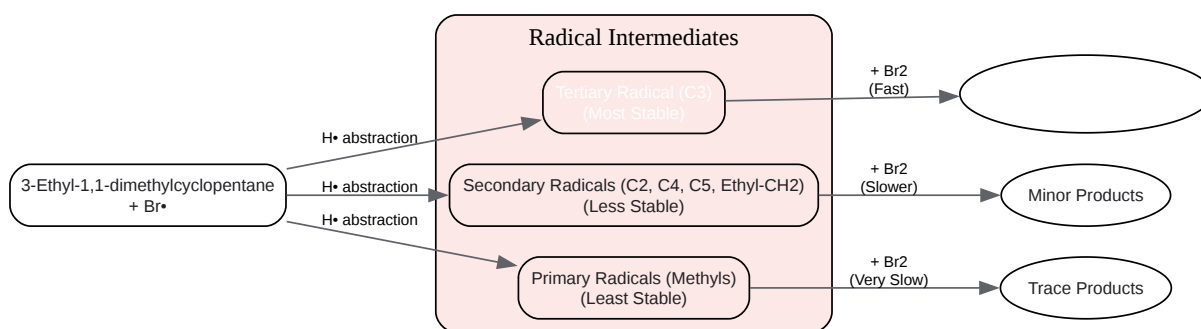 Radical Intermediates
3-Ethyl-1,1-dimethylcyclopentane
+ Br•
H• abstraction
H• abstraction
H• abstraction
Tertiary Radical (C3)
(Most Stable)
Secondary Radicals (C2, C4, C5, Ethyl-CH2)
(Less Stable)
Primary Radicals (Methyls)
(Least Stable)
+ Br2
(Fast)
+ Br2
(Slower)
Minor Products
+ Br2
(Very Slow)
Trace Products